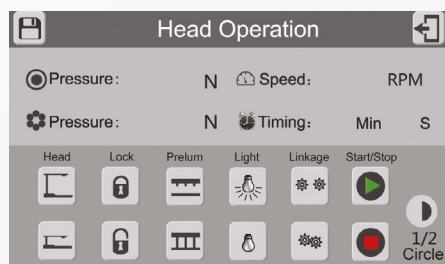 Head Operation
Pressure: N Speed: RPM
Pressure: N Timing: Min S
Head Lock Prelum Light Linkage Start/Stop
1/2
Circle